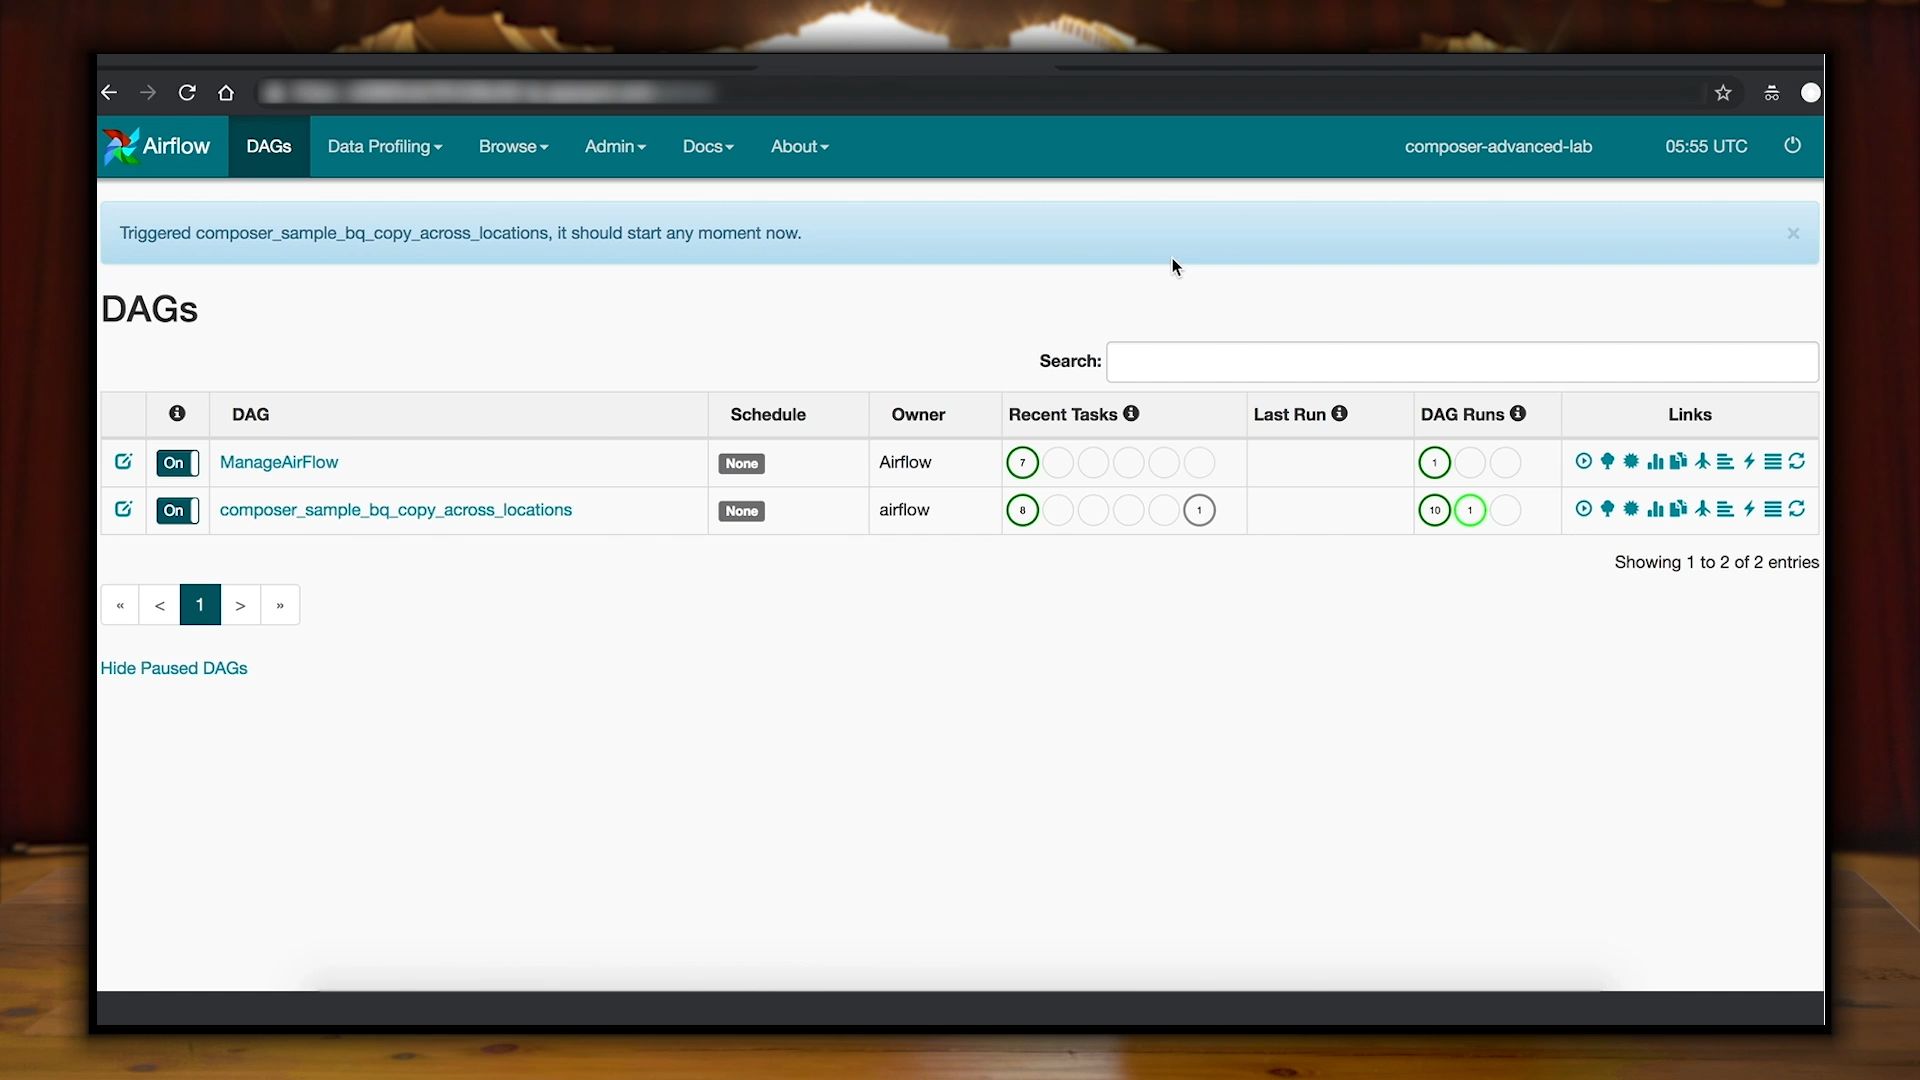 Airflow DAGs Data Profiling Browse Admin Docs About composer-advanced-lab 05:55 UTC
Triggered composer_sample_bq_copy_across_locations, it should start any moment now. ×
DAGs
Search:
DAG Schedule Owner Recent Tasks Last Run DAG Runs Links
On ManageAirFlow None Airflow 7 1
On composer_sample_bq_copy_across_locations None airflow 8 1 10 1
Showing 1 to 2 of 2 entries
« < 1 > »
Hide Paused DAGs